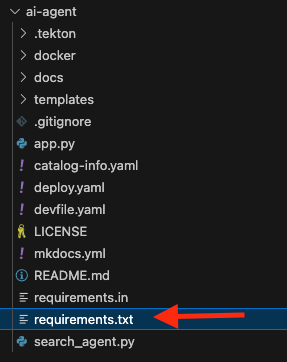 ai-agent
.tekton
docker
docs
templates
.gitignore
app.py
catalog-info.yaml
deploy.yaml
devfile.yaml
LICENSE
mkdocs.yml
README.md
requirements.in
requirements.txt
search_agent.py